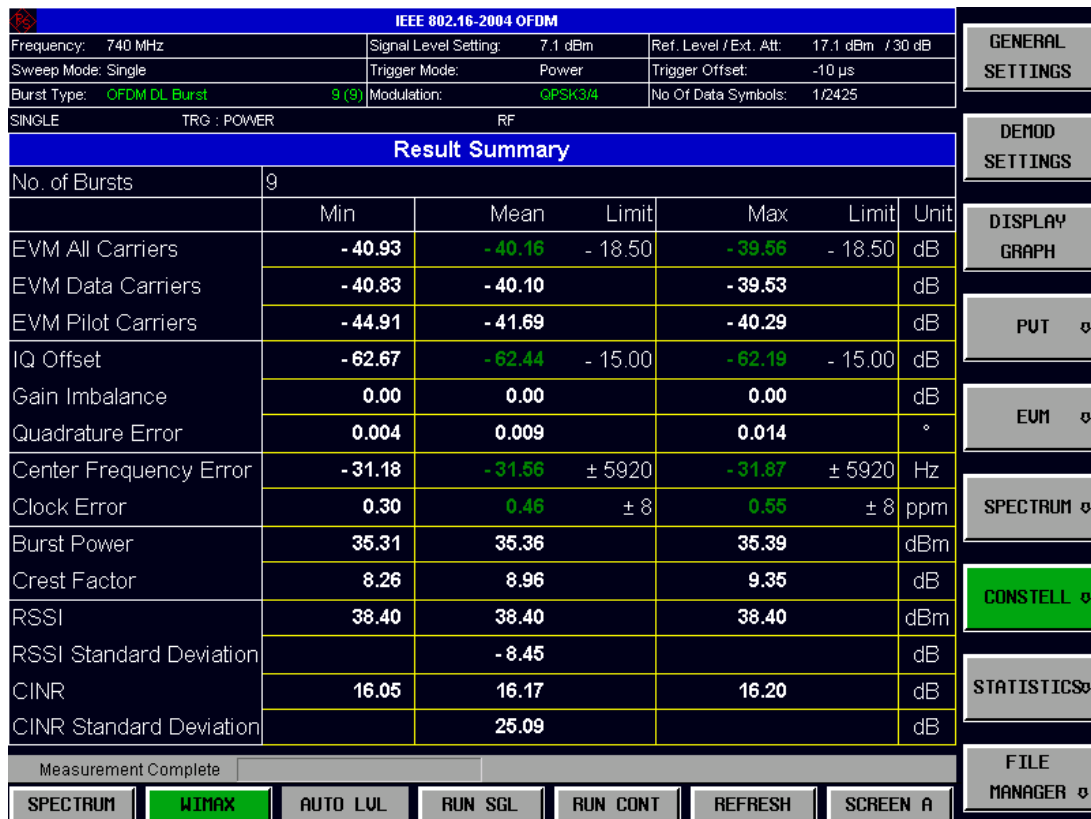 IEEE 802.16-2004 OFDM
Frequency: 740 MHz Signal Level Setting: 7.1 dBm Ref. Level / Ext. Att: 17.1 dBm / 30 dB
Sweep Mode: Single Trigger Mode: Power Trigger Offset: -10 µs
Burst Type: OFDM DL Burst 9 (9) Modulation: QPSK3/4 No Of Data Symbols: 1/2425
SINGLE TRG : POWER RF
Result Summary
No. of Bursts 9
Min Mean Limit Max Limit Unit
EVM All Carriers - 40.93 - 40.16 - 18.50 - 39.56 - 18.50 dB
EVM Data Carriers - 40.83 - 40.10 - 39.53 dB
EVM Pilot Carriers - 44.91 - 41.69 - 40.29 dB
IQ Offset - 62.67 - 62.44 - 15.00 - 62.19 - 15.00 dB
Gain Imbalance 0.00 0.00 0.00 dB
Quadrature Error 0.004 0.009 0.014 °
Center Frequency Error - 31.18 - 31.56 ± 5920 - 31.87 ± 5920 Hz
Clock Error 0.30 0.46 ± 8 0.55 ± 8 ppm
Burst Power 35.31 35.36 35.39 dBm
Crest Factor 8.26 8.96 9.35 dB
RSSI 38.40 38.40 38.40 dBm
RSSI Standard Deviation - 8.45 dB
CINR 16.05 16.17 16.20 dB
CINR Standard Deviation 25.09 dB
Measurement Complete
SPECTRUM WIMAX AUTO LVL RUN SGL RUN CONT REFRESH SCREEN A
GENERAL
SETTINGS
DEMOD
SETTINGS
DISPLAY
GRAPH
PVT
EVM
SPECTRUM
CONSTELL
STATISTICS
FILE
MANAGER